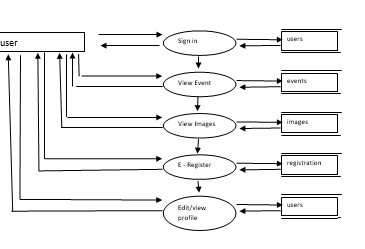 user
Sign in
users
View Event
events
View Images
images
E - Register
registration
Edit/view
profile
users